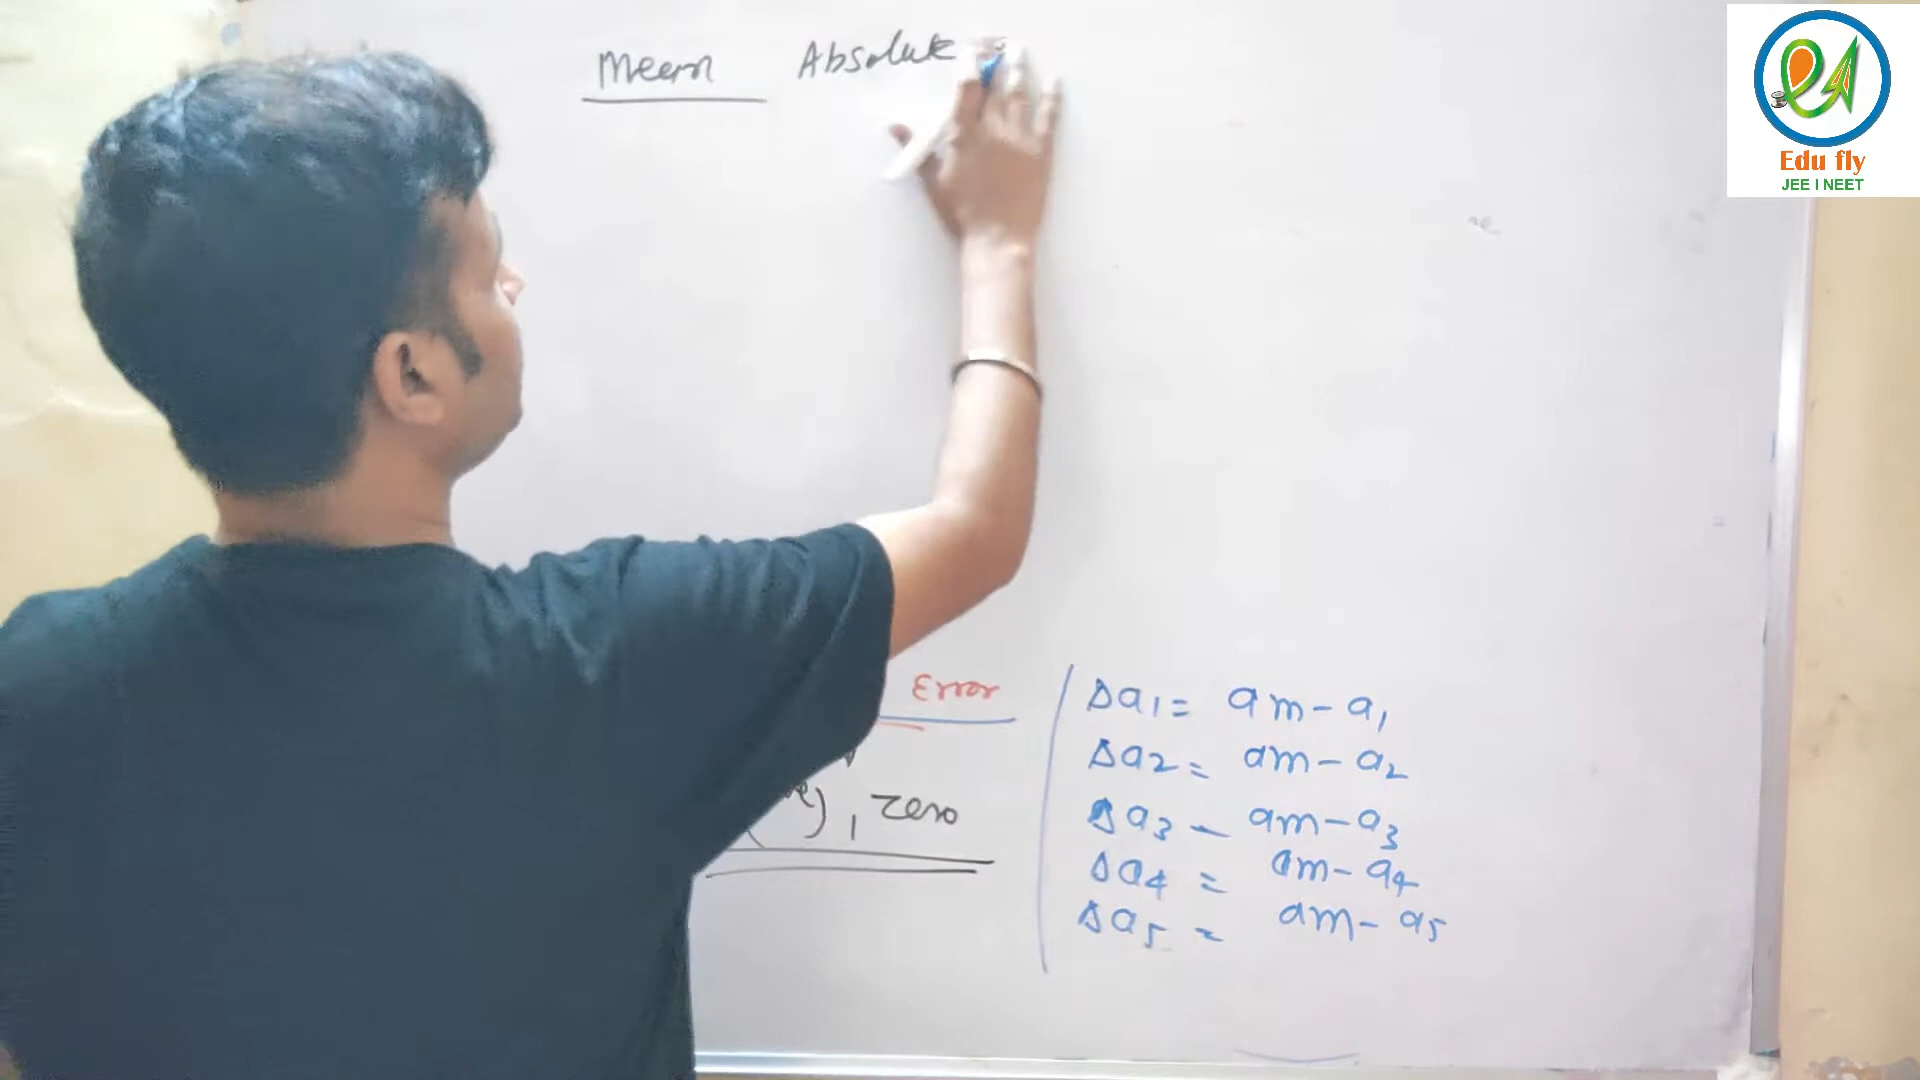 Mean Absolute
Edu fly
JEE I NEET
Error
, zero
Δa1 = am - a1
Δa2 = am - a2
Δa3 - am - a3
Δa4 = am - a4
Δa5 = am - a5